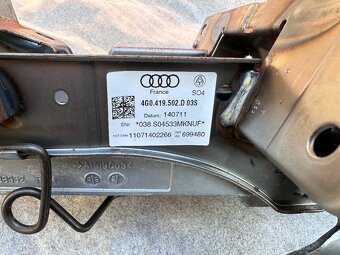 France
SO4
4G0.419.502.D 03S
Datum: 140711
SNr.: *038 S04533MKNUF*
11071402266 699480